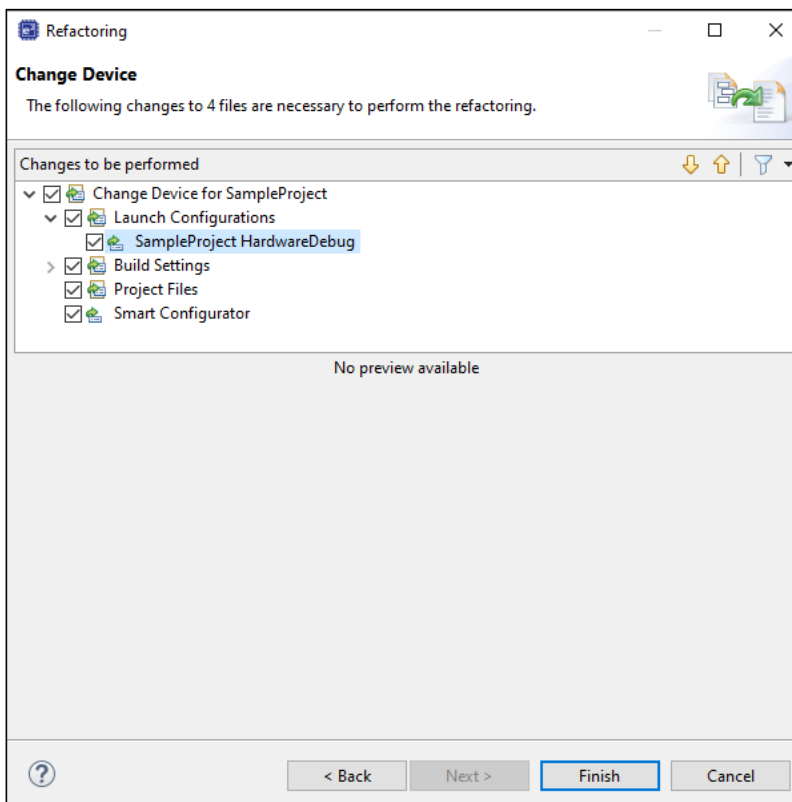 Refactoring
Change Device
The following changes to 4 files are necessary to perform the refactoring.
Changes to be performed
Change Device for SampleProject
Launch Configurations
SampleProject HardwareDebug
Build Settings
Project Files
Smart Configurator
No preview available
? < Back Next > Finish Cancel